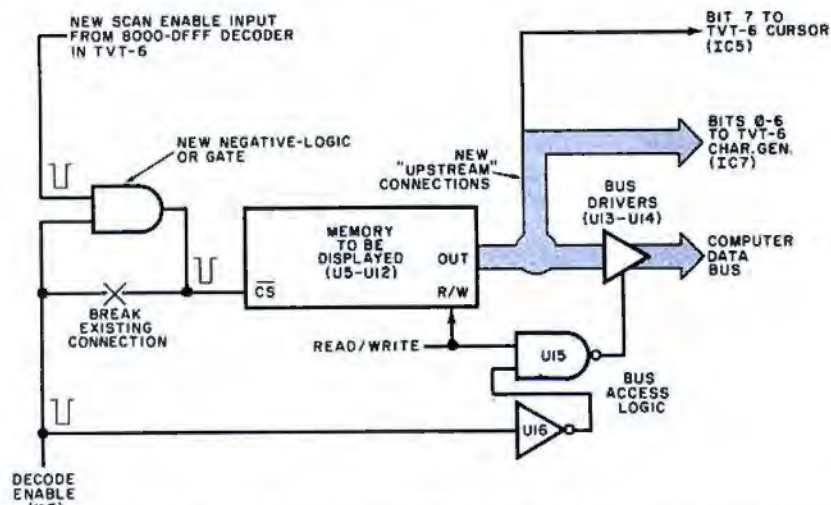 NEW SCAN ENABLE INPUT
FROM 8000-DFFF DECODER
IN TVT-6
BIT 7 TO
TVT-6 CURSOR
(IC5)
NEW NEGATIVE-LOGIC
OR GATE
BITS Ø-6
TO TVT-6
CHAR.GEN.
(IC7)
NEW
"UPSTREAM"
CONNECTIONS
BUS
DRIVERS
(U13-U14)
MEMORY
TO BE
DISPLAYED
(U5-U12)
OUT
COMPUTER
DATA
BUS
CS
R/W
BREAK
EXISTING
CONNECTION
READ/WRITE
U15
BUS
ACCESS
LOGIC
U16
DECODE
ENABLE